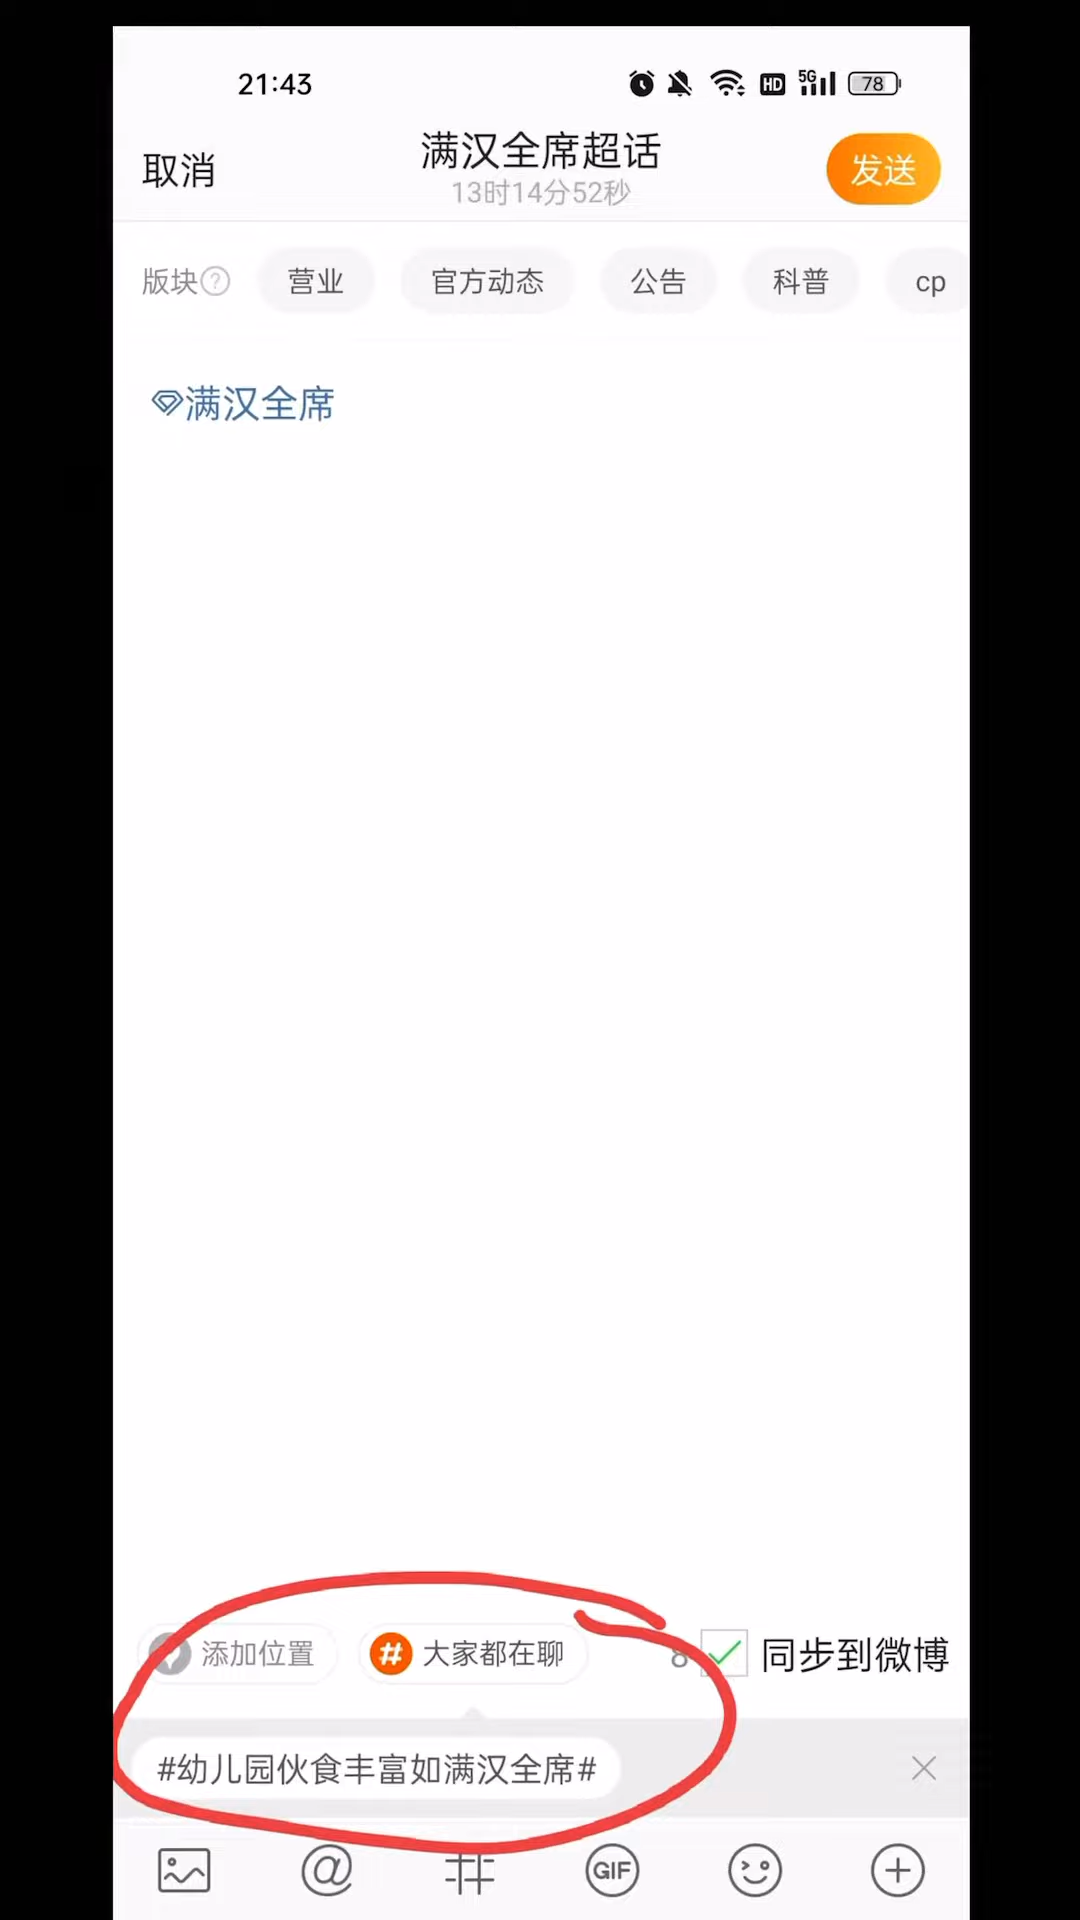 21:43
HD 5G 78
取消
满汉全席超话
发送
13时14分52秒
版块? 营业 官方动态 公告 科普 cp
满汉全席
添加位置 # 大家都在聊 8 同步到微博
#幼儿园伙食丰富如满汉全席#
@ GIF